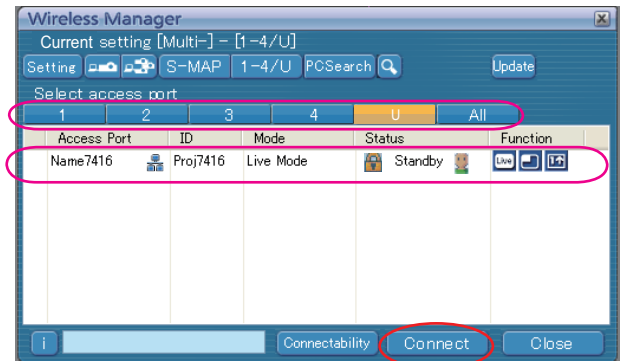 Wireless Manager
Current setting [Multi-] - [1-4/U]
Setting S-MAP 1-4/U PCSearch Update
Select access port
1 2 3 4 U All
Access Port ID Mode Status Function
Name7416 Proj7416 Live Mode Standby Live
i Connectability Connect Close